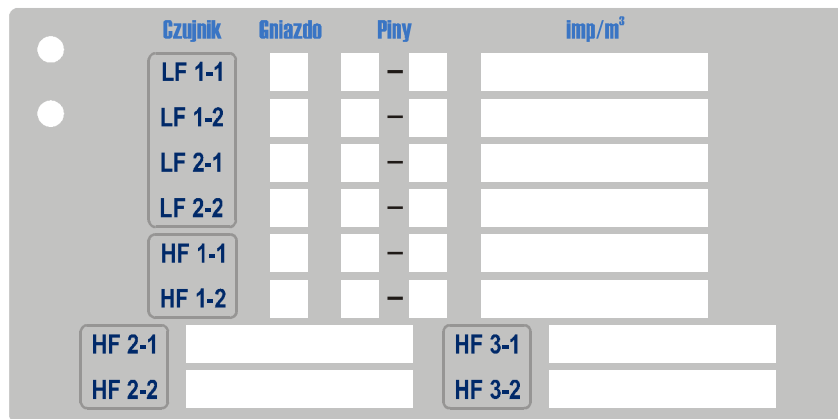 Czujnik Gniazdo Piny imp/m³
LF 1-1 –
LF 1-2 –
LF 2-1 –
LF 2-2 –
HF 1-1 –
HF 1-2 –
HF 2-1 HF 3-1
HF 2-2 HF 3-2